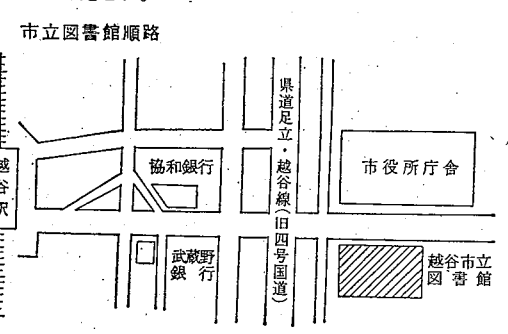 市立図書館順路
越谷駅
協和銀行
県道足立・越谷線(旧四号国道)
市役所庁舎
武蔵野
銀行
越谷市立
図書館